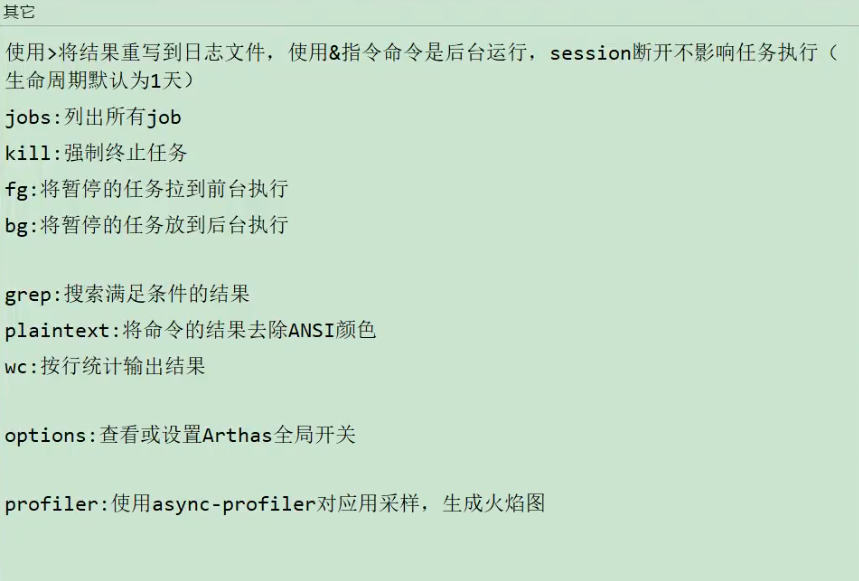 其它
使用>将结果重写到日志文件，使用&指令命令是后台运行，session断开不影响任务执行（
生命周期默认为1天）
jobs:列出所有job
kill:强制终止任务
fg:将暂停的任务拉到前台执行
bg:将暂停的任务放到后台执行
grep:搜索满足条件的结果
plaintext:将命令的结果去除ANSI颜色
wc:按行统计输出结果
options:查看或设置Arthas全局开关
profiler:使用async-profiler对应用采样，生成火焰图